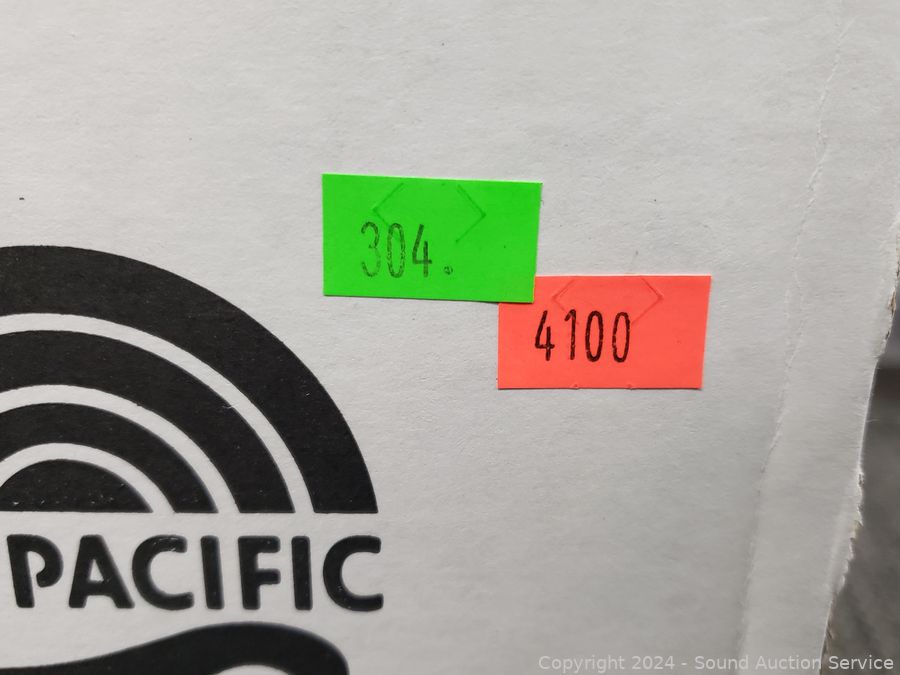 304.
4100
PACIFIC
Copyright 2024 - Sound Auction Service